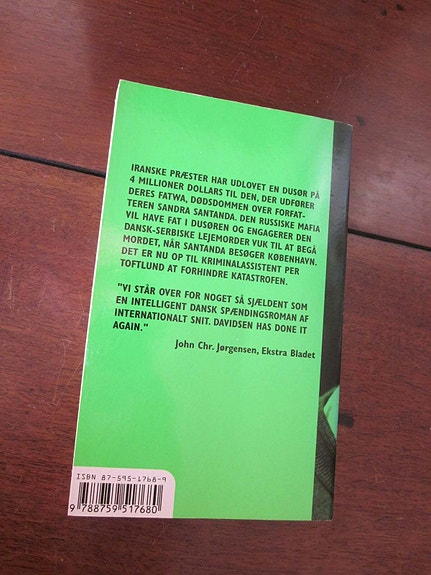 IRANSKE PRÆSTER HAR UDLOVET EN DUSØR PÅ
4 MILLIONER DOLLARS TIL DEN, DER UDFØRER
DERES FATWA, DØDSDOMMEN OVER FORFAT-
TEREN SANDRA SANTANDA. DEN RUSSISKE MAFIA
VIL HAVE FAT I DUSØREN OG ENGAGERER DEN
DANSK-SERBISKE LEJEMORDER VUK TIL AT BEGÅ
MORDET, NÅR SANTANDA BESØGER KØBENHAVN.
DET ER NU OP TIL KRIMINALASSISTENT PER
TOFTLUND AT FORHINDRE KATASTROFEN.
"VI STÅR OVER FOR NOGET SÅ SJÆLDENT SOM
EN INTELLIGENT DANSK SPÆNDINGSROMAN AF
INTERNATIONALT SNIT. DAVIDSEN HAS DONE IT
AGAIN."
John Chr. Jørgensen, Ekstra Bladet
ISBN 87-595-1768-9
9 788759 517680